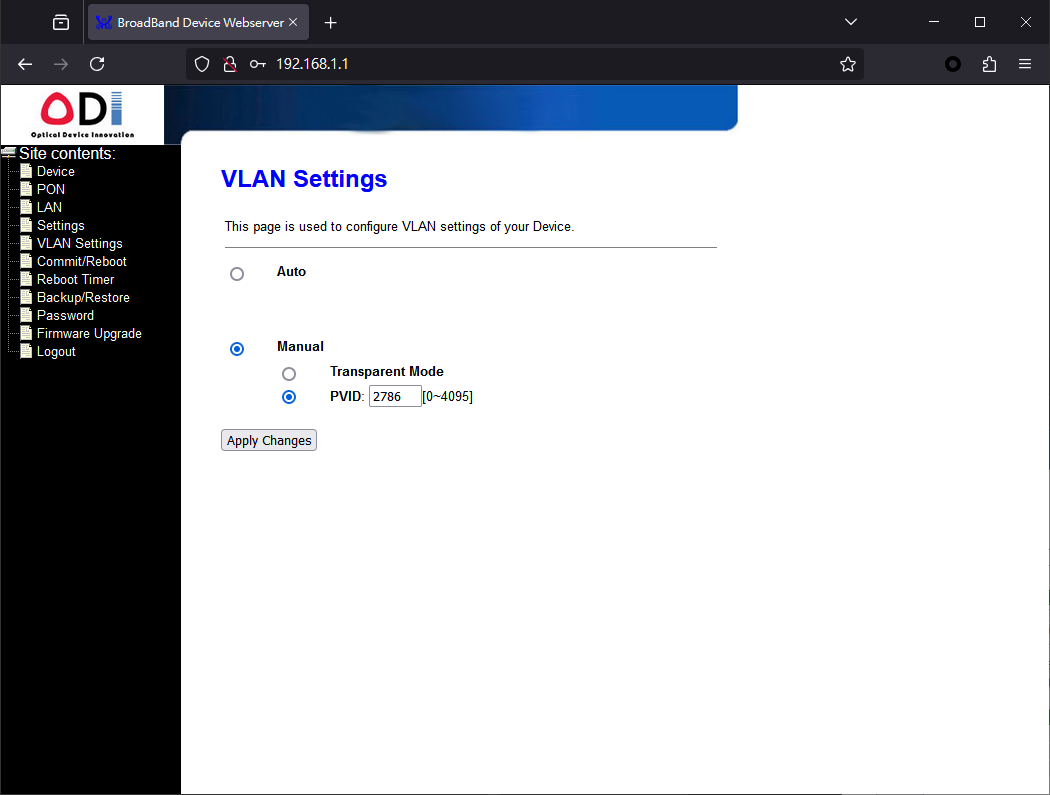 BroadBand Device Webserver
192.168.1.1
ODI
Optical Device Innovation
Site contents:
Device
PON
LAN
Settings
VLAN Settings
Commit/Reboot
Reboot Timer
Backup/Restore
Password
Firmware Upgrade
Logout
VLAN Settings
This page is used to configure VLAN settings of your Device.
Auto
Manual
Transparent Mode
PVID: 2786 [0~4095]
Apply Changes